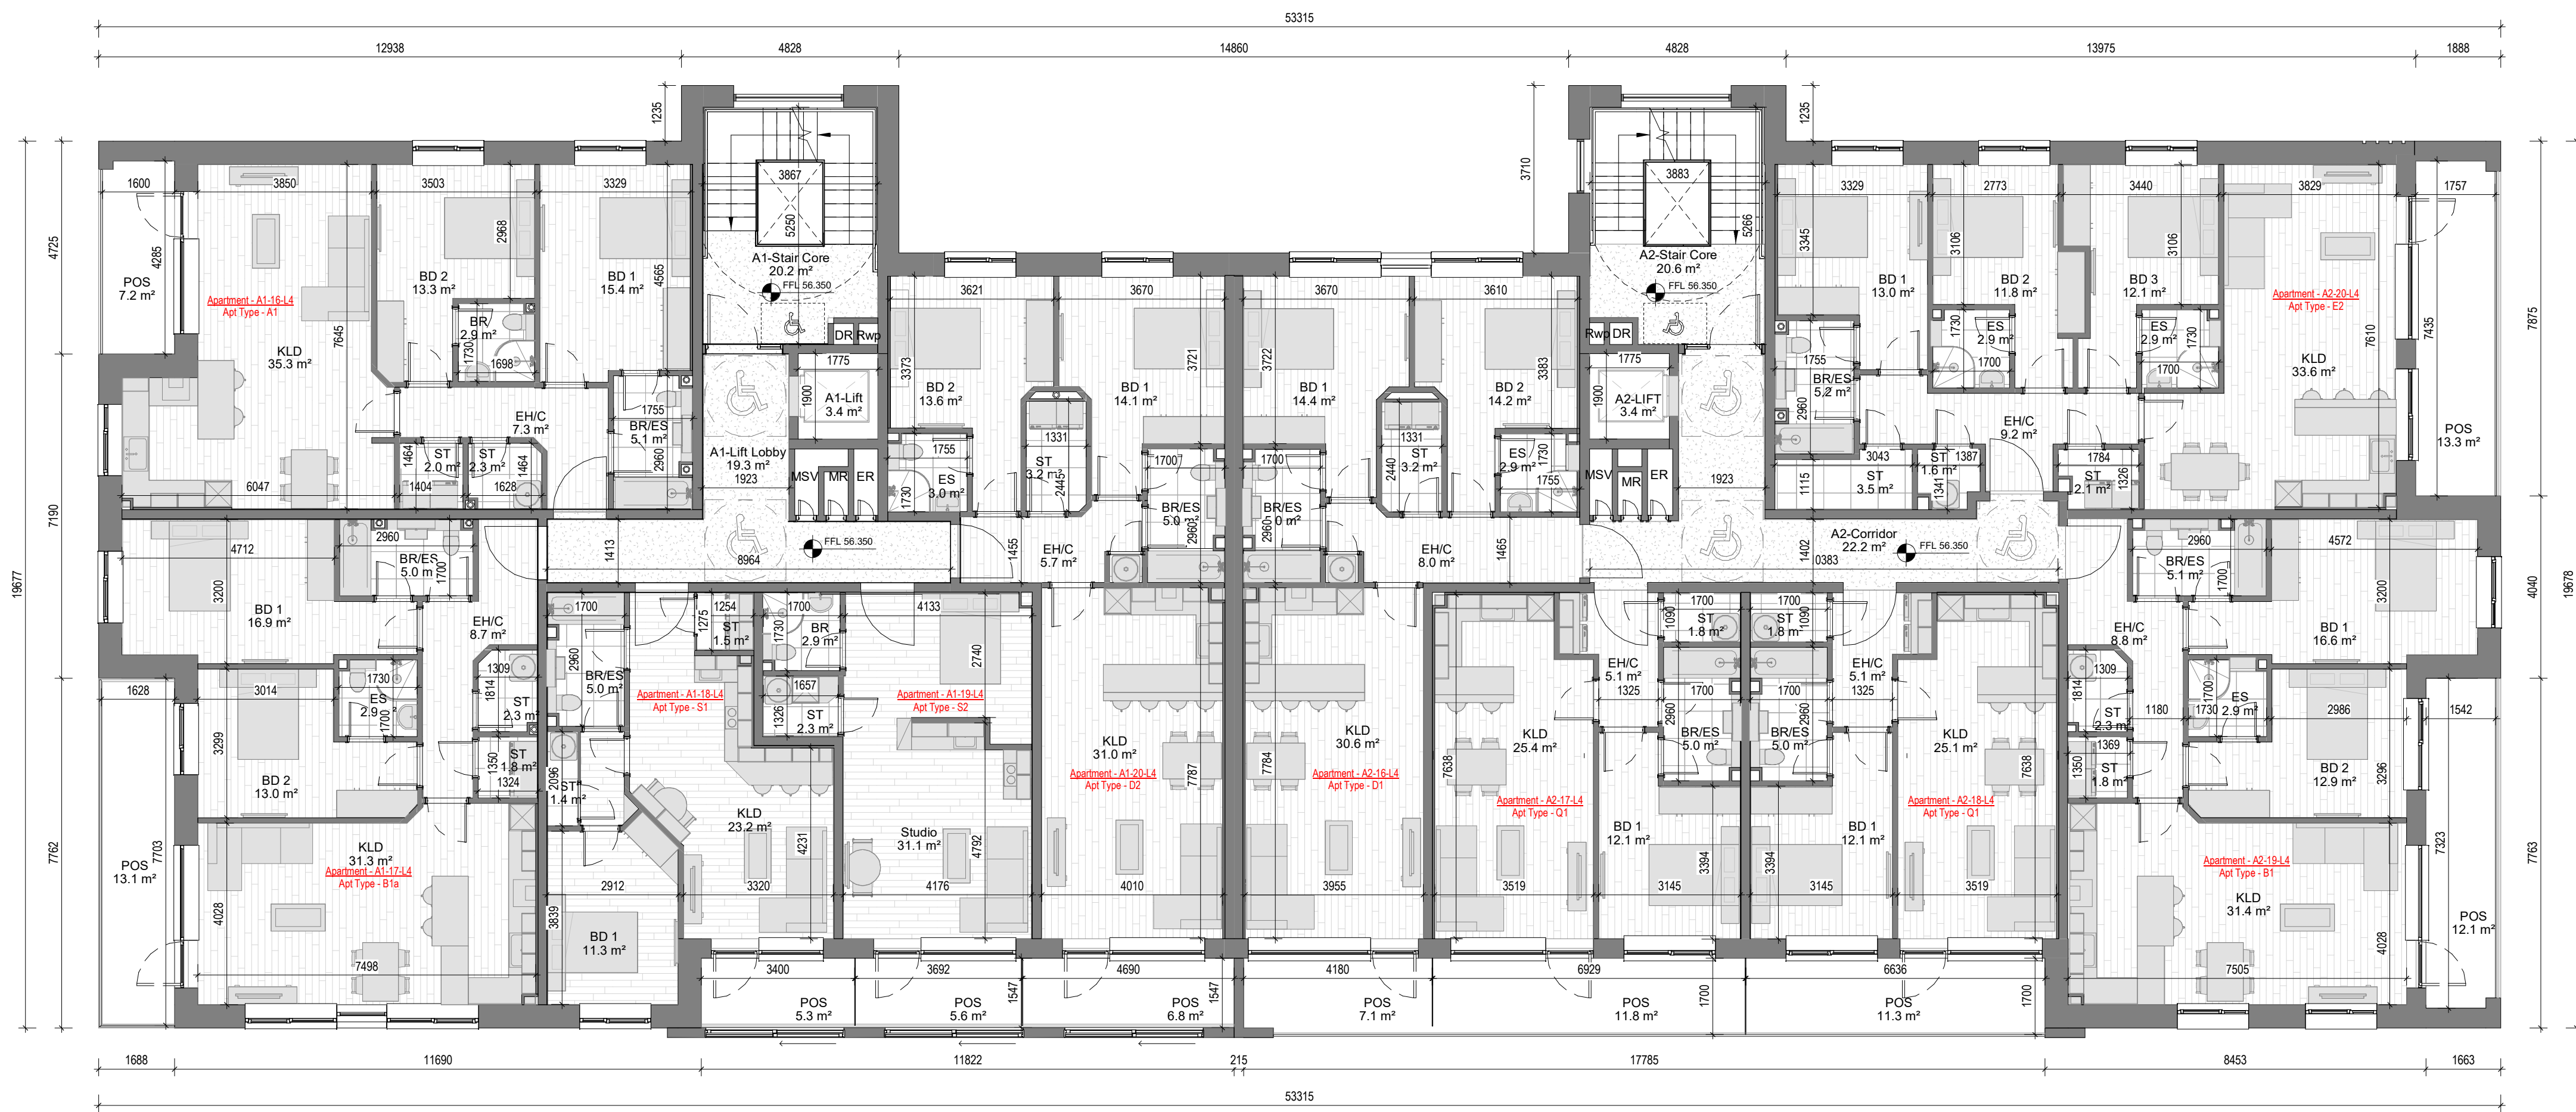 53315
12938
4828
14860
4828
13975
1888
1235
3710
1235
19677
4725
7190
7762
7875
4040
7763
19678
1600
4285
POS
7.2 m²
3850
7645
Apartment - A1-16-L4
Apt Type - A1
KLD
35.3 m²
6047
3503
2968
BD 2
13.3 m²
BR/
2.9 m²
1730
1698
3329
4565
BD 1
15.4 m²
EH/C
7.3 m²
1755
BR/ES
5.1 m²
2960
1464
ST
2.0 m²
1404
ST
2.3 m²
1464
1628
3867
5250
A1-Stair Core
20.2 m²
FFL 56.350
DR
Rwp
1775
1900
A1-Lift
3.4 m²
A1-Lift Lobby
19.3 m²
1923
MSV
MR
ER
1413
8964
FFL 56.350
3621
3373
BD 2
13.6 m²
1755
ES
3.0 m²
1730
3670
3721
BD 1
14.1 m²
1331
ST
3.2 m²
2445
1700
BR/ES
5.0 m²
2960
1455
EH/C
5.7 m²
3670
3722
BD 1
14.4 m²
1700
BR/ES
2960
3610
3383
BD 2
14.2 m²
1331
ST
3.2 m²
2440
ES
2.9 m²
1730
1755
1465
EH/C
8.0 m²
3883
5266
A2-Stair Core
20.6 m²
FFL 56.350
Rwp
DR
1775
1900
A2-LIFT
3.4 m²
MSV
MR
ER
1923
1402
0383
A2-Corridor
22.2 m²
FFL 56.350
3329
3345
BD 1
13.0 m²
1755
BR/ES
5.2 m²
2960
2773
3106
BD 2
11.8 m²
1730
ES
2.9 m²
1700
3440
3106
BD 3
12.1 m²
ES
2.9 m²
1730
1700
3829
7610
Apartment - A2-20-L4
Apt Type - E2
KLD
33.6 m²
EH/C
9.2 m²
1115
3043
ST
3.5 m²
ST
1.6 m²
1387
1341
1784
ST
2.1 m²
1326
1757
7435
POS
13.3 m²
4712
3200
BD 1
16.9 m²
2960
BR/ES
5.0 m²
1700
EH/C
8.7 m²
1628
7703
POS
13.1 m²
3014
3299
BD 2
13.0 m²
1730
ES
2.9 m²
1700
1309
1814
ST
2.3 m²
1350
ST
1.8 m²
1324
KLD
31.3 m²
Apartment - A1-17-L4
Apt Type - B1a
4028
7498
1700
2960
BR/ES
5.0 m²
2096
ST
1.4 m²
1254
1275
ST
1.5 m²
Apartment - A1-18-L4
Apt Type - S1
KLD
23.2 m²
4231
3320
2912
3839
BD 1
11.3 m²
1700
1730
BR
2.9 m²
1657
1326
ST
2.3 m²
4133
2740
Apartment - A1-19-L4
Apt Type - S2
Studio
31.1 m²
4792
4176
KLD
31.0 m²
Apartment - A1-20-L4
Apt Type - D2
7787
4010
KLD
30.6 m²
Apartment - A2-16-L4
Apt Type - D1
7784
3955
7638
KLD
25.4 m²
Apartment - A2-17-L4
Apt Type - Q1
3519
1700
1090
ST
1.8 m²
EH/C
5.1 m²
1325
1700
2960
BR/ES
5.0 m²
BD 1
12.1 m²
3394
3145
1700
1090
ST
1.8 m²
EH/C
5.1 m²
1325
1700
2960
BR/ES
5.0 m²
BD 1
12.1 m²
3394
3145
KLD
25.1 m²
Apartment - A2-18-L4
Apt Type - Q1
7638
3519
2960
BR/ES
5.1 m²
1700
4572
3200
BD 1
16.6 m²
EH/C
8.8 m²
1309
1814
ST
2.3 m²
1180
1369
1350
ST
1.8 m²
1700
1730
ES
2.9 m²
2986
3296
BD 2
12.9 m²
1542
7323
POS
12.1 m²
Apartment - A2-19-L4
Apt Type - B1
KLD
31.4 m²
4028
7505
3400
POS
5.3 m²
3692
1547
POS
5.6 m²
4690
1547
POS
6.8 m²
4180
POS
7.1 m²
6929
1700
POS
11.8 m²
6636
1700
POS
11.3 m²
1688
11690
11822
215
17785
8453
1663
53315